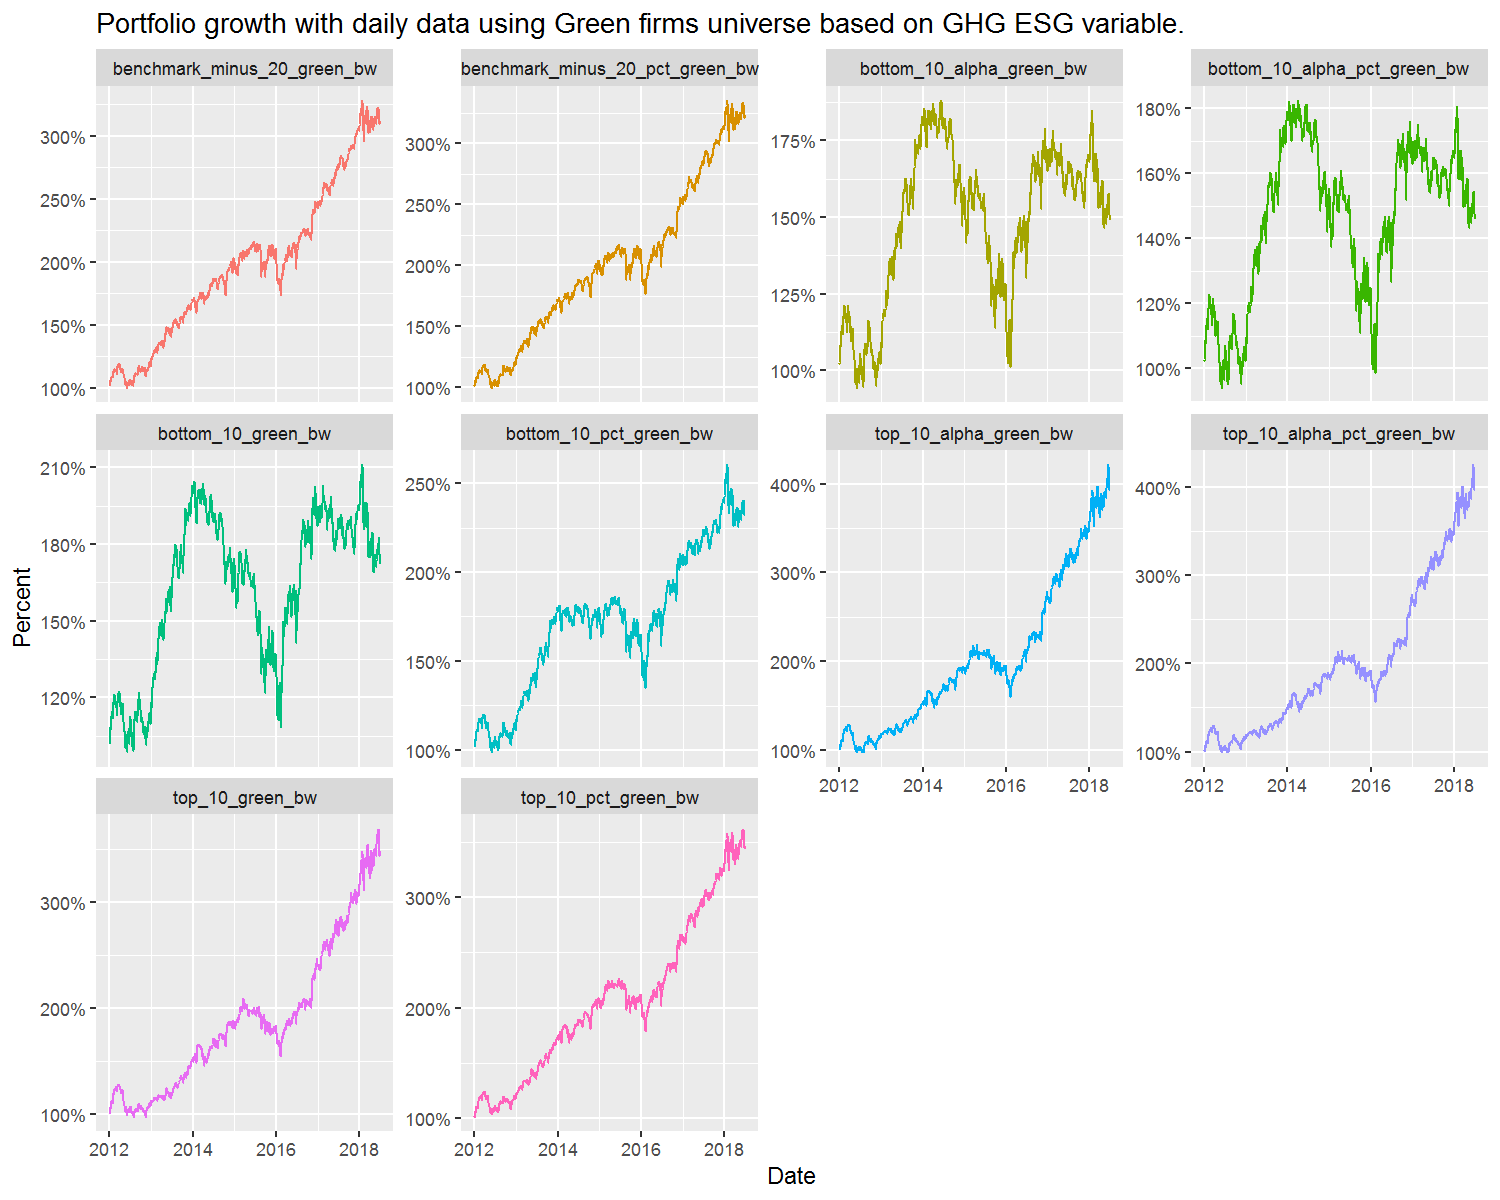 Portfolio growth with daily data using Green firms universe based on GHG ESG variable.
benchmark_minus_20_green_bw
benchmark_minus_20_pct_green_bw
bottom_10_alpha_green_bw
bottom_10_alpha_pct_green_bw
300%
250%
200%
150%
100%
300%
250%
200%
150%
100%
175%
150%
125%
100%
180%
160%
140%
120%
100%
bottom_10_green_bw
bottom_10_pct_green_bw
top_10_alpha_green_bw
top_10_alpha_pct_green_bw
210%
180%
150%
120%
250%
200%
150%
100%
400%
300%
200%
100%
400%
300%
200%
100%
2012 2014 2016 2018
2012 2014 2016 2018
top_10_green_bw
top_10_pct_green_bw
300%
200%
100%
300%
200%
100%
2012 2014 2016 2018
2012 2014 2016 2018
Percent
Date